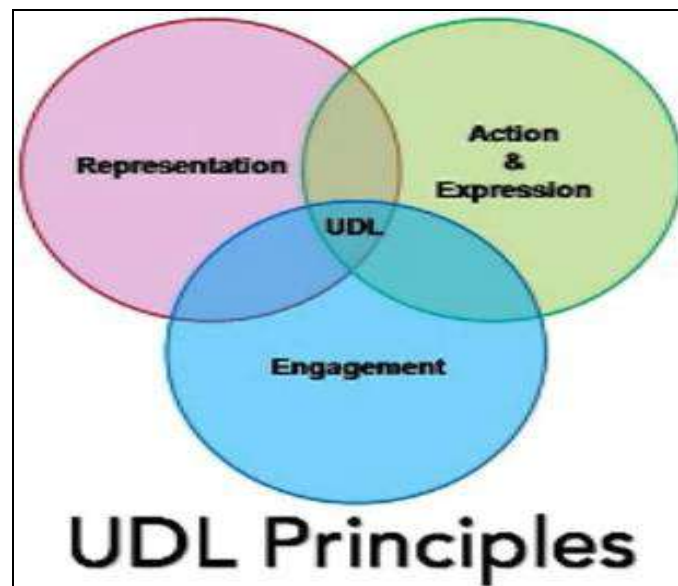 Representation
Action
&
Expression
UDL
Engagement
UDL Principles